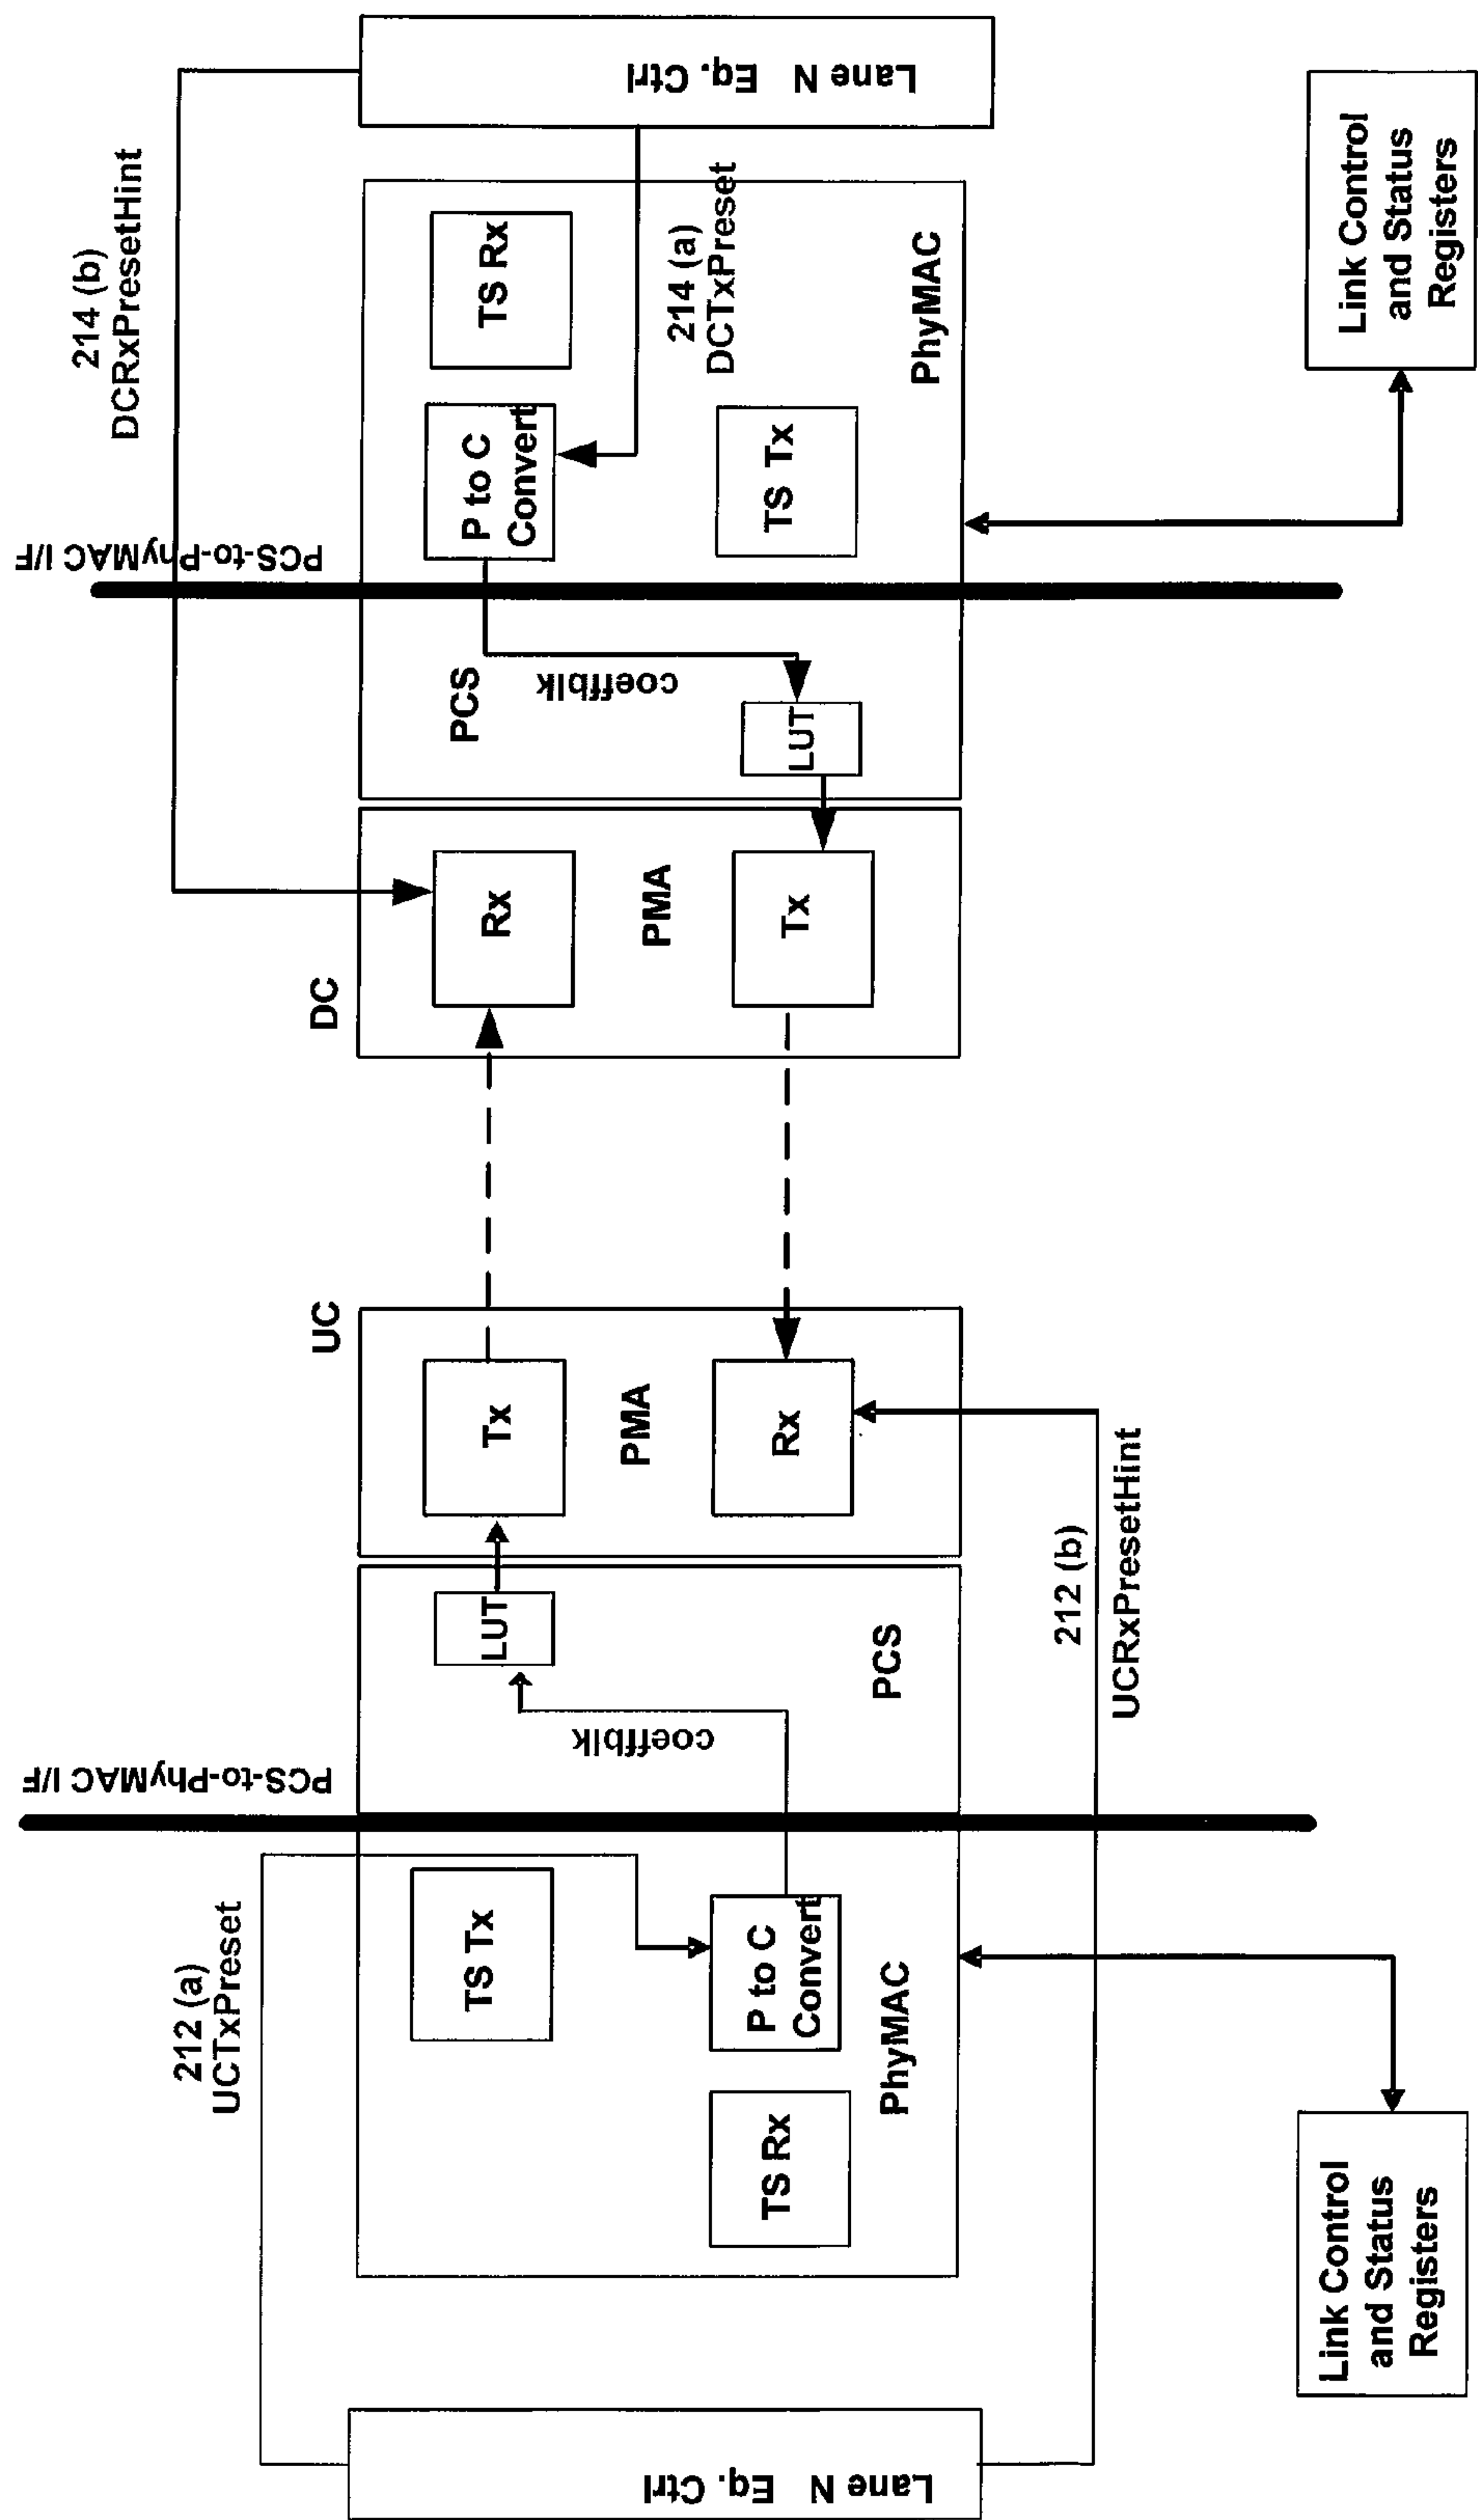 Lane N Eq. Ctrl
212 (a)
UCTxPreset
TS Tx
TS Rx
P to C
Convert
PhyMAC
Link Control
and Status
Registers
PCS-to-PhyMAC I/F
coeffblk
LUT
PCS
212 (b)
UCRxPresetHint
UC
Tx
PMA
Rx
DC
Rx
PMA
Tx
PCS
coeffblk
LUT
PCS-to-PhyMAC I/F
214 (b)
DCRxPresetHint
P to C
Convert
TS Rx
TS Tx
214 (a)
DCTxPreset
PhyMAC
Lane N Eq. Ctrl
Link Control
and Status
Registers